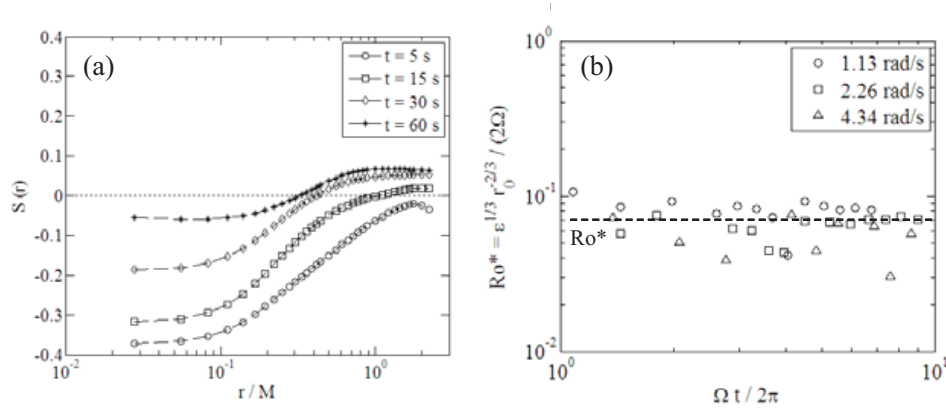 (a)
t = 5 s
t = 15 s
t = 30 s
t = 60 s
0.4
0.3
0.2
0.1
0
-0.1
-0.2
-0.3
-0.4
S (r)
10^-2 10^-1 10^0
r / M
(b)
1.13 rad/s
2.26 rad/s
4.34 rad/s
10^0
10^-1
10^-2
Ro* = ε^1/3 r_0^-2/3 / (2Ω)
Ro*
10^0 10^1
Ω t / 2π